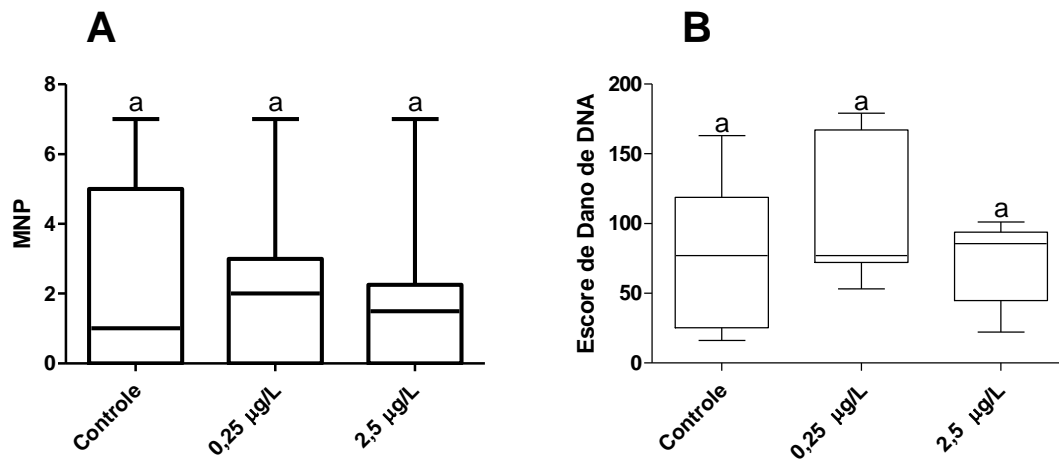 A
MNP
8
6
4
2
0
a
a
a
Controle
0,25 µg/L
2,5 µg/L
B
Escore de Dano de DNA
200
150
100
50
0
a
a
a
Controle
0,25 µg/L
2,5 µg/L